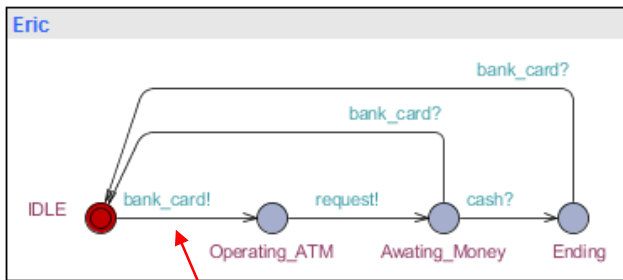 Eric
bank_card?
bank_card?
IDLE
bank_card!
request!
cash?
Operating_ATM
Awating_Money
Ending